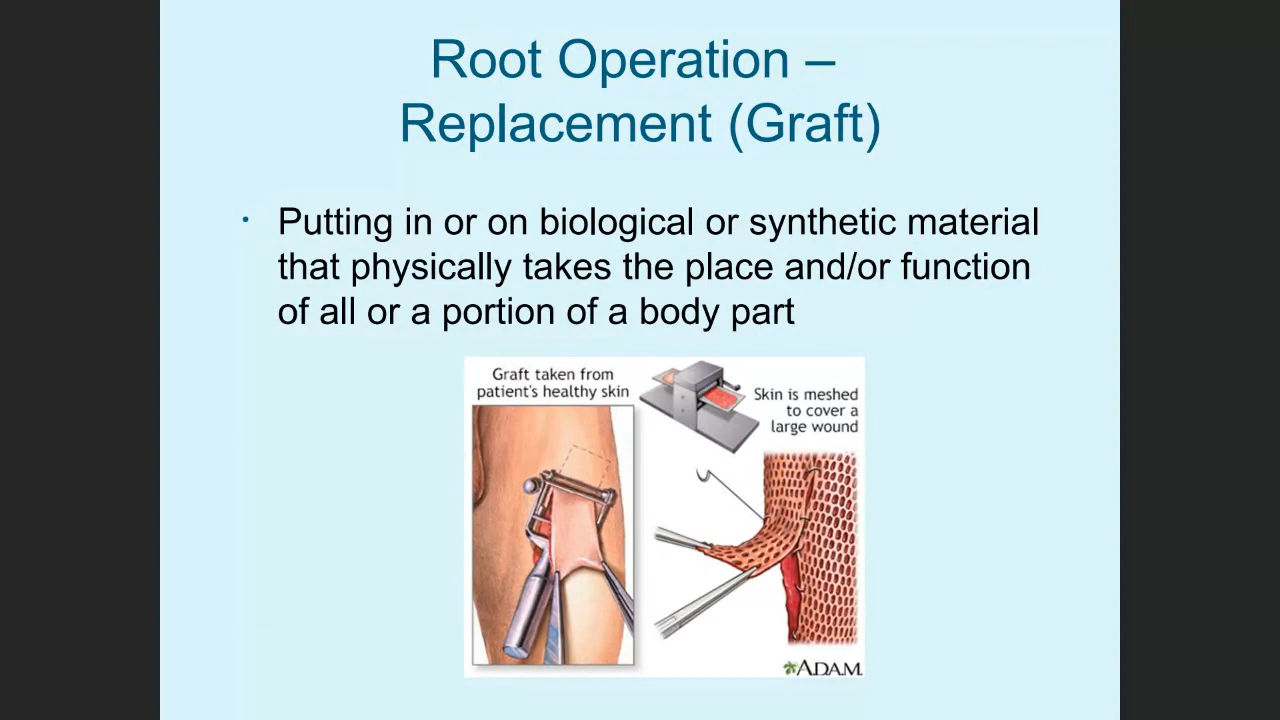 Root Operation –
Replacement (Graft)
• Putting in or on biological or synthetic material
that physically takes the place and/or function
of all or a portion of a body part
Graft taken from
patient's healthy skin
Skin is meshed
to cover a
large wound
A.D.A.M.